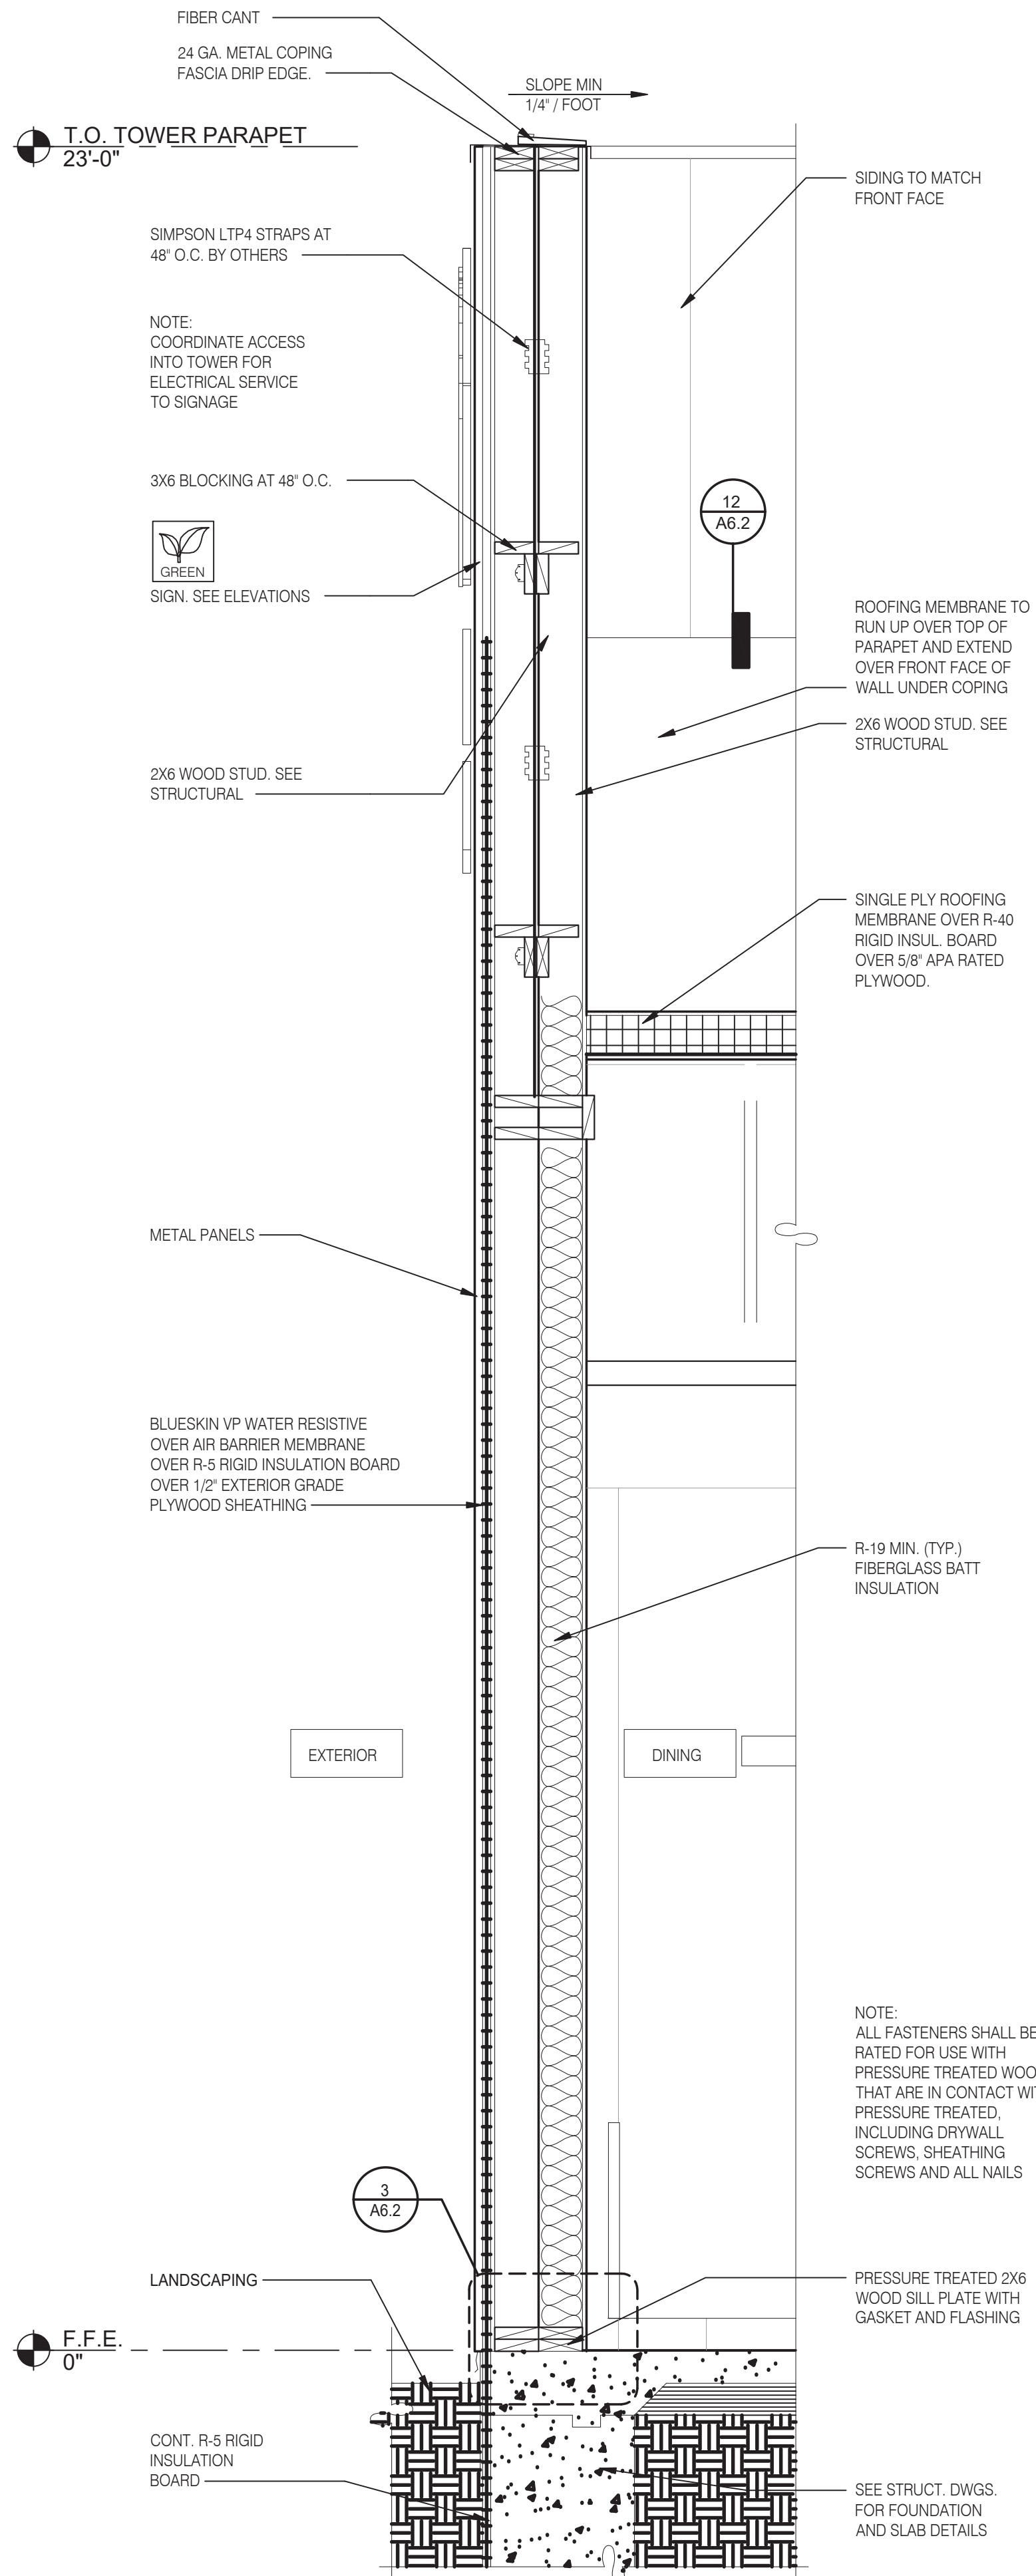 FIBER CANT
24 GA. METAL COPING
FASCIA DRIP EDGE.
SLOPE MIN
1/4" / FOOT
T.O. TOWER PARAPET
23'-0"
SIDING TO MATCH
FRONT FACE
SIMPSON LTP4 STRAPS AT
48" O.C. BY OTHERS
NOTE:
COORDINATE ACCESS
INTO TOWER FOR
ELECTRICAL SERVICE
TO SIGNAGE
3X6 BLOCKING AT 48" O.C.
12
A6.2
GREEN
SIGN. SEE ELEVATIONS
ROOFING MEMBRANE TO
RUN UP OVER TOP OF
PARAPET AND EXTEND
OVER FRONT FACE OF
WALL UNDER COPING
2X6 WOOD STUD. SEE
STRUCTURAL
2X6 WOOD STUD. SEE
STRUCTURAL
SINGLE PLY ROOFING
MEMBRANE OVER R-40
RIGID INSUL. BOARD
OVER 5/8" APA RATED
PLYWOOD.
METAL PANELS
BLUESKIN VP WATER RESISTIVE
OVER AIR BARRIER MEMBRANE
OVER R-5 RIGID INSULATION BOARD
OVER 1/2" EXTERIOR GRADE
PLYWOOD SHEATHING
R-19 MIN. (TYP.)
FIBERGLASS BATT
INSULATION
EXTERIOR
DINING
NOTE:
ALL FASTENERS SHALL BE
RATED FOR USE WITH
PRESSURE TREATED WOO
THAT ARE IN CONTACT WIT
PRESSURE TREATED,
INCLUDING DRYWALL
SCREWS, SHEATHING
SCREWS AND ALL NAILS
3
A6.2
LANDSCAPING
PRESSURE TREATED 2X6
WOOD SILL PLATE WITH
GASKET AND FLASHING
F.F.E.
0"
CONT. R-5 RIGID
INSULATION
BOARD
SEE STRUCT. DWGS.
FOR FOUNDATION
AND SLAB DETAILS